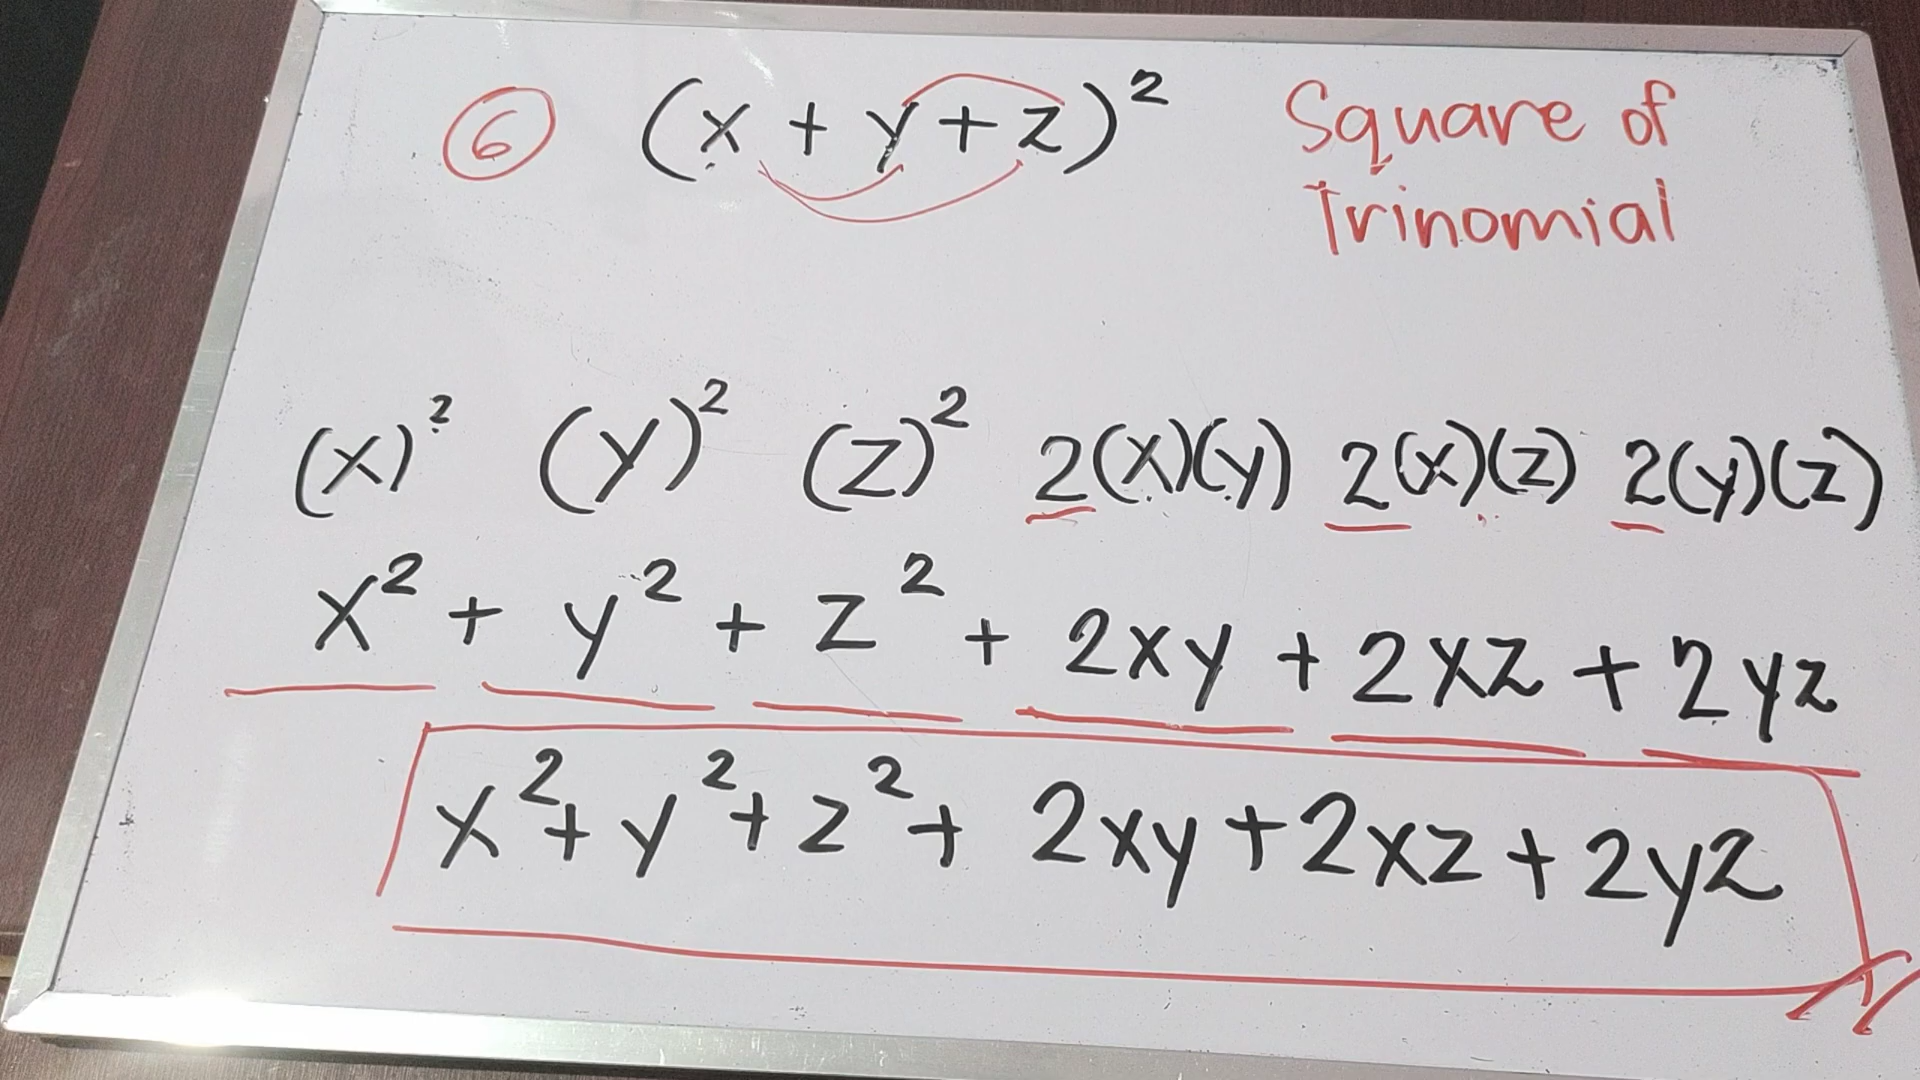 ⑥ (x + y + z)² Square of
Trinomial
(x)² (y)² (z)² 2(x)(y) 2(x)(z) 2(y)(z)
x² + y² + z² + 2xy + 2xz + 2yz
x² + y² + z² + 2xy + 2xz + 2yz